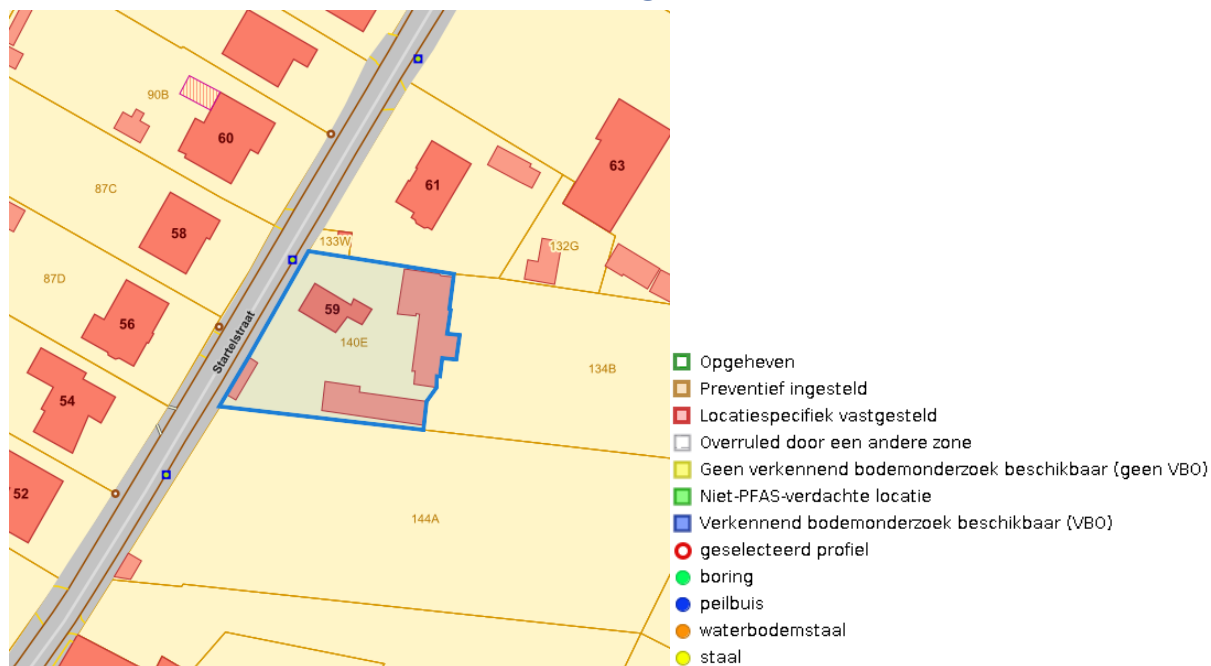 90B
60
61
63
87C
58
133W
132G
87D
59
56
140E
134B
Startelstraat
54
52
144A
Opgeheven
Preventief ingesteld
Locatiespecifiek vastgesteld
Overruled door een andere zone
Geen verkennend bodemonderzoek beschikbaar (geen VBO)
Niet-PFAS-verdachte locatie
Verkennend bodemonderzoek beschikbaar (VBO)
geselecteerd profiel
boring
peilbuis
waterbodemstaal
staal